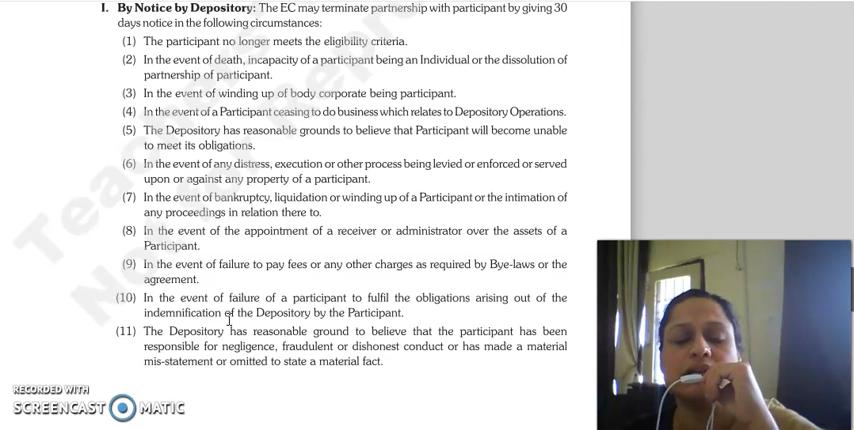 I. By Notice by Depository: The EC may terminate partnership with participant by giving 30
days notice in the following circumstances:
(1) The participant no longer meets the eligibility criteria.
(2) In the event of death, incapacity of a participant being an Individual or the dissolution of
partnership of participant.
(3) In the event of winding up of body corporate being participant.
(4) In the event of a Participant ceasing to do business which relates to Depository Operations.
(5) The Depository has reasonable grounds to believe that Participant will become unable
to meet its obligations.
(6) In the event of any distress, execution or other process being levied or enforced or served
upon or against any property of a participant.
(7) In the event of bankruptcy, liquidation or winding up of a Participant or the intimation of
any proceedings in relation there to.
(8) In the event of the appointment of a receiver or administrator over the assets of a
Participant.
(9) In the event of failure to pay fees or any other charges as required by Bye-laws or the
agreement.
(10) In the event of failure of a participant to fulfil the obligations arising out of the
indemnification of the Depository by the Participant.
(11) The Depository has reasonable ground to believe that the participant has been
responsible for negligence, fraudulent or dishonest conduct or has made a material
mis-statement or omitted to state a material fact.
Teachers
Not for Repro
RECORDED WITH
SCREENCAST MATIC